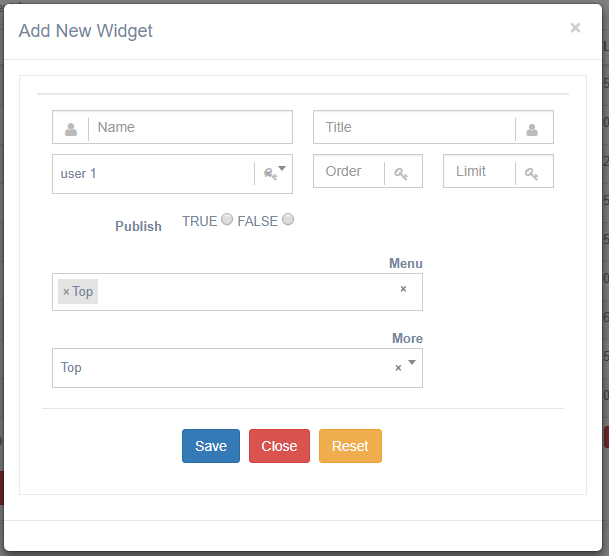 Add New Widget ×
Name
Title
user 1
Order
Limit
Publish TRUE FALSE
Menu
× Top ×
More
Top ×
Save Close Reset